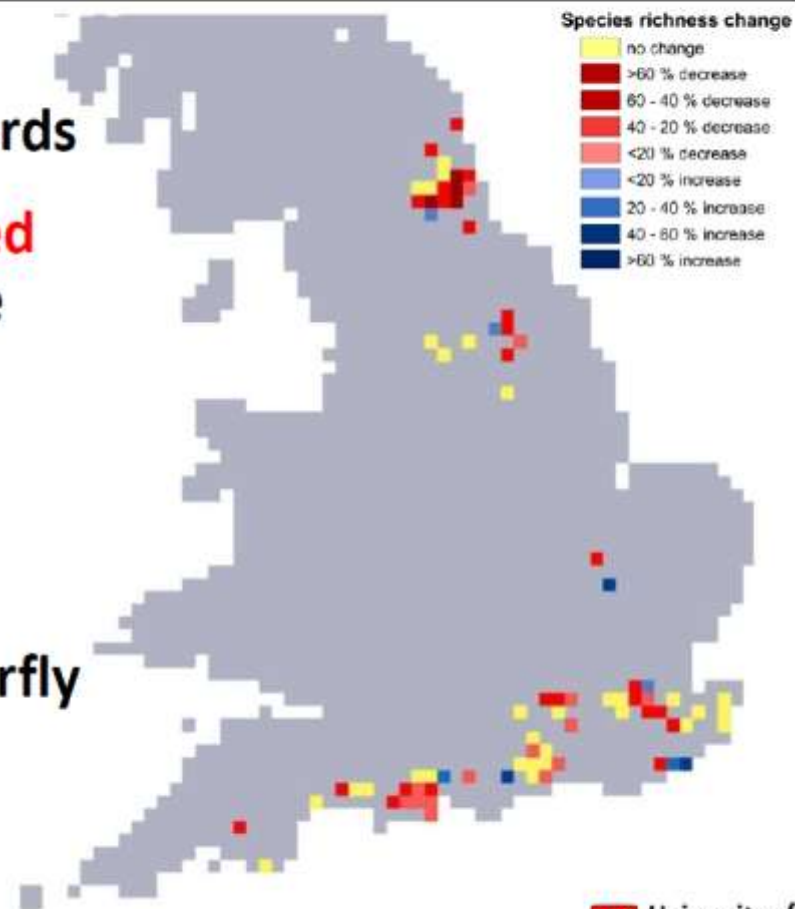 Species richness change
no change
>60 % decrease
60 - 40 % decrease
40 - 20 % decrease
<20 % decrease
<20 % increase
20 - 40 % increase
40 - 60 % increase
>60 % increase
rds
ed
e
rfly